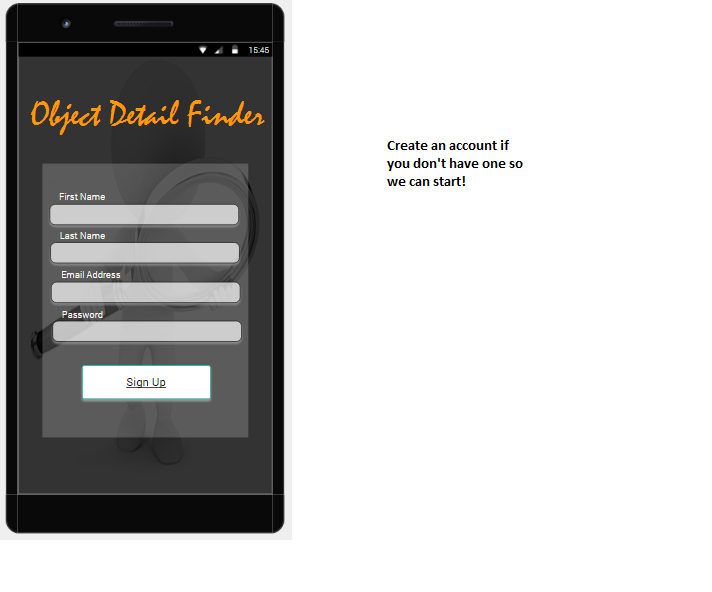 15:45
Object Detail Finder
First Name
Last Name
Email Address
Password
Sign Up
Create an account if
you don't have one so
we can start!